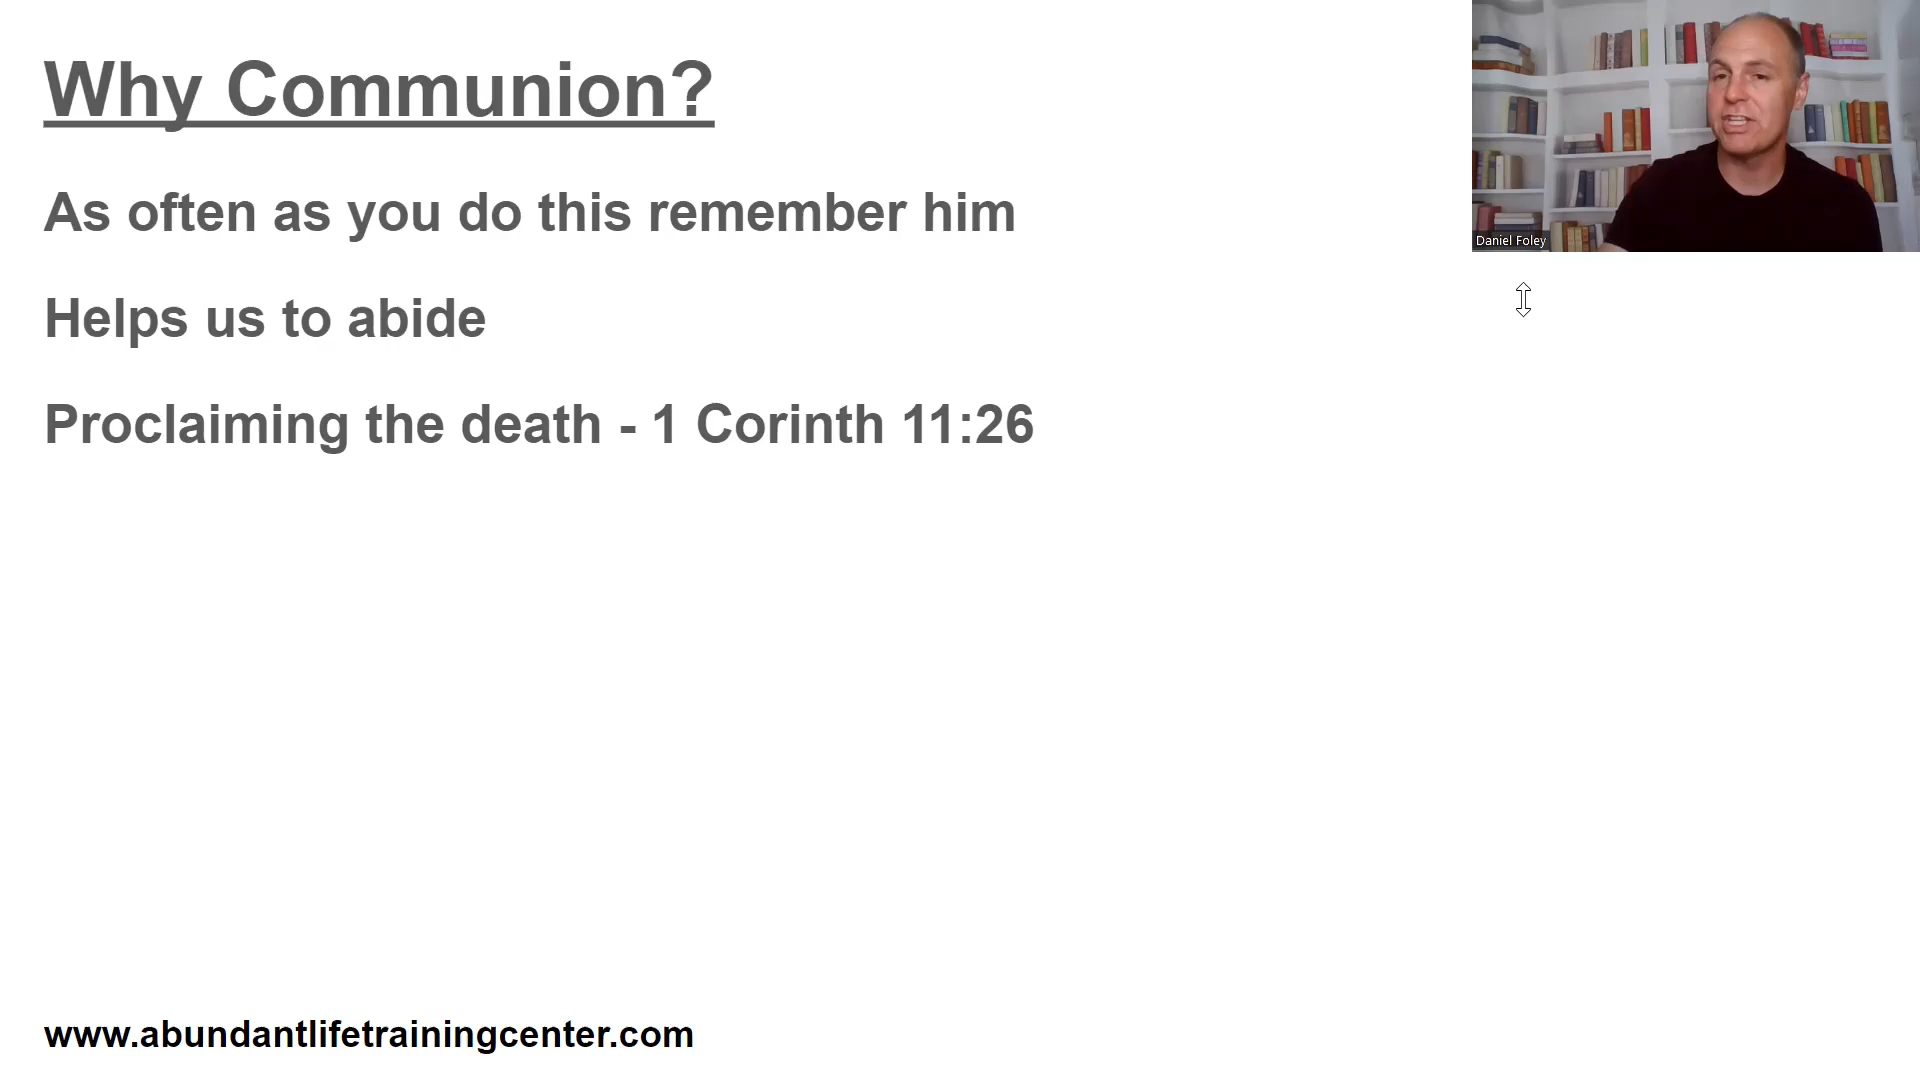 Why Communion?
As often as you do this remember him
Helps us to abide
Proclaiming the death - 1 Corinth 11:26
Daniel Foley
www.abundantlifetrainingcenter.com